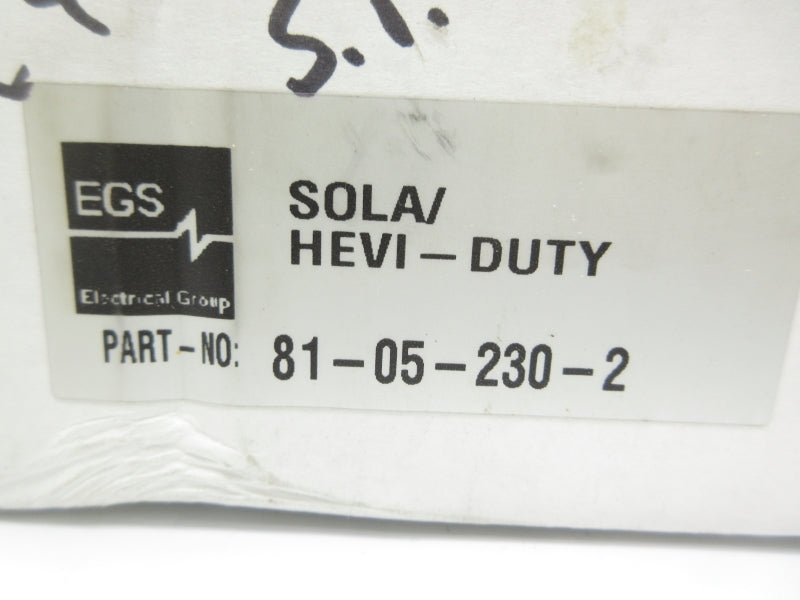 S.T.
EGS
Electrical Group
SOLA/
HEVI-DUTY
PART-NO: 81-05-230-2